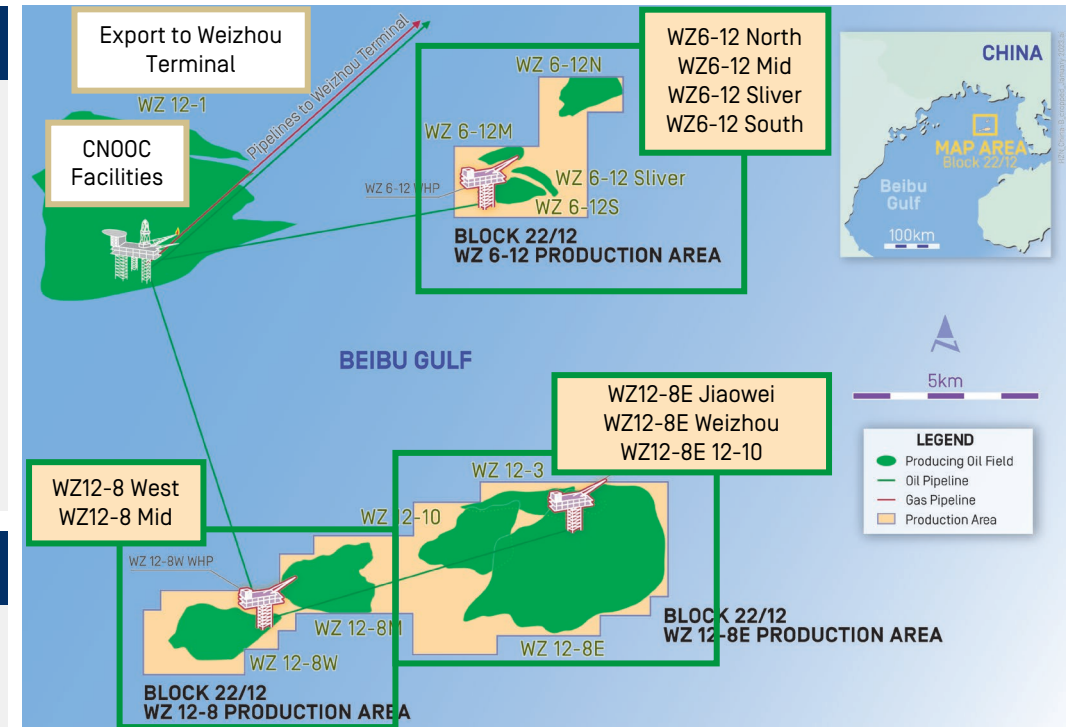 Export to Weizhou
Terminal
WZ 12-1
CNOOC
Facilities
Pipelines to Weizhou Terminal
WZ 6-12N
WZ 6-12M
WZ 6-12 WHP
WZ 6-12 Sliver
WZ 6-12S
BLOCK 22/12
WZ 6-12 PRODUCTION AREA
WZ6-12 North
WZ6-12 Mid
WZ6-12 Sliver
WZ6-12 South
CHINA
MAP AREA
Block 22/12
Beibu
Gulf
100km
BEIBU GULF
5km
LEGEND
Producing Oil Field
Oil Pipeline
Gas Pipeline
Production Area
WZ12-8E Jiaowei
WZ12-8E Weizhou
WZ12-8E 12-10
WZ12-8 West
WZ12-8 Mid
WZ 12-3
WZ 12-10
WZ 12-8W WHP
WZ 12-8M
WZ 12-8W
WZ 12-8E
BLOCK 22/12
WZ 12-8E PRODUCTION AREA
BLOCK 22/12
WZ 12-8 PRODUCTION AREA